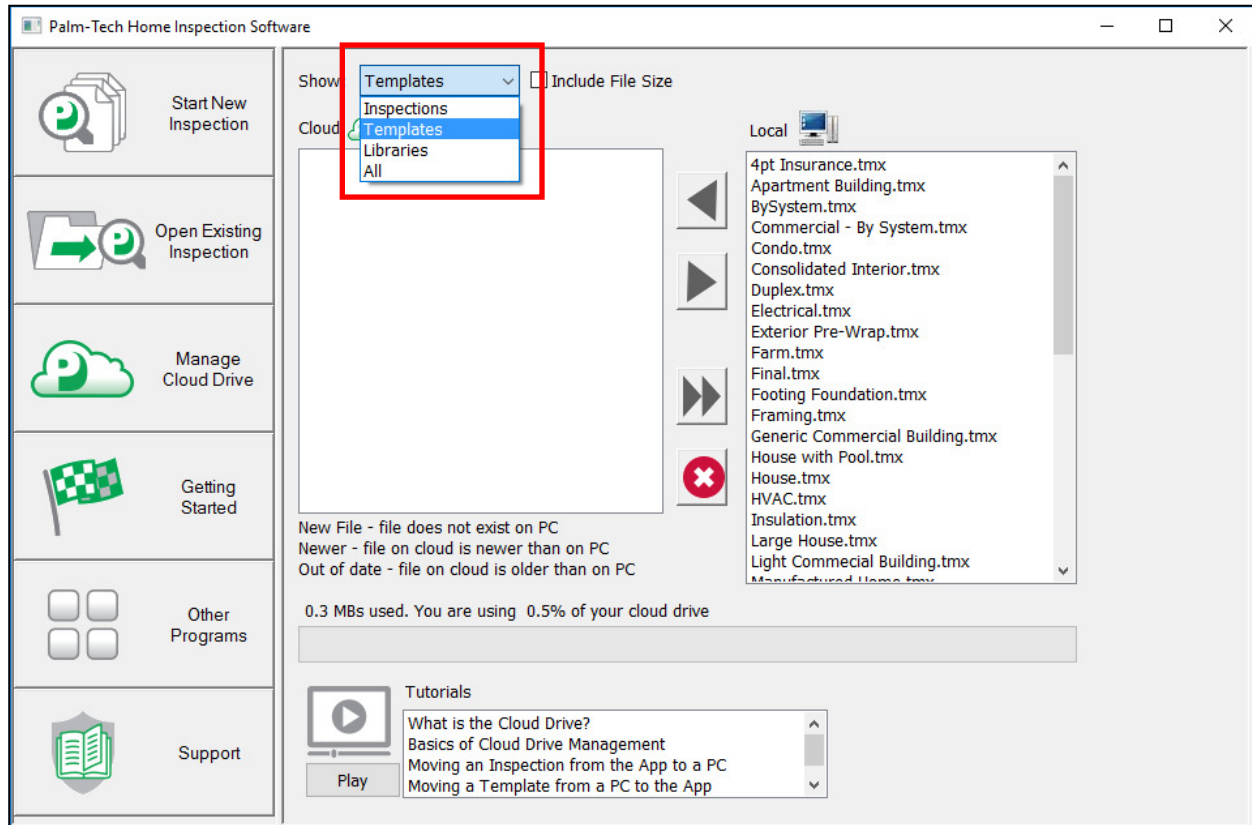 Palm-Tech Home Inspection Software
Start New
Inspection
Open Existing
Inspection
Manage
Cloud Drive
Getting
Started
Other
Programs
Support
Show Templates Include File Size
Inspections
Templates
Libraries
All
Cloud
Local
4pt Insurance.tmx
Apartment Building.tmx
BySystem.tmx
Commercial - By System.tmx
Condo.tmx
Consolidated Interior.tmx
Duplex.tmx
Electrical.tmx
Exterior Pre-Wrap.tmx
Farm.tmx
Final.tmx
Footing Foundation.tmx
Framing.tmx
Generic Commercial Building.tmx
House with Pool.tmx
House.tmx
HVAC.tmx
Insulation.tmx
Large House.tmx
Light Commecial Building.tmx
Manufactured Home.tmx
New File - file does not exist on PC
Newer - file on cloud is newer than on PC
Out of date - file on cloud is older than on PC
0.3 MBs used. You are using 0.5% of your cloud drive
Tutorials
What is the Cloud Drive?
Basics of Cloud Drive Management
Moving an Inspection from the App to a PC
Moving a Template from a PC to the App
Play